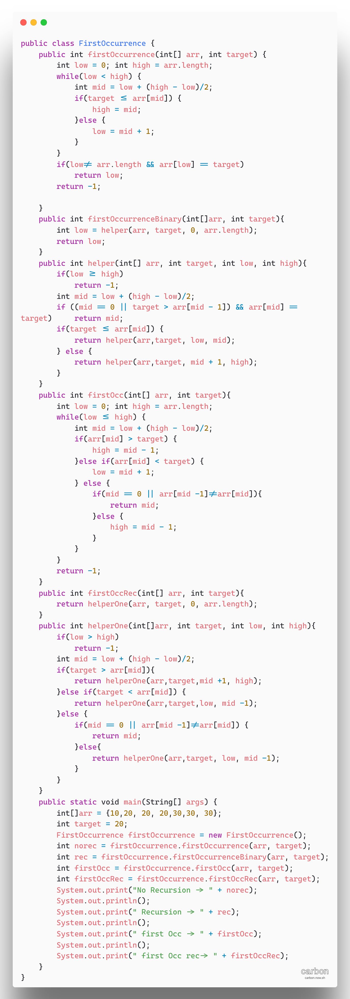 public class FirstOccurrence {
    public int firstOccurrence(int[] arr, int target) {
        int low = 0; int high = arr.length;
        while(low < high) {
            int mid = low + (high - low)/2;
            if(target ≤ arr[mid]) {
                high = mid;
            }else {
                low = mid + 1;
            }
        }
        if(low≠ arr.length && arr[low] == target)
            return low;
        return -1;

    }
    public int firstOccurrenceBinary(int[]arr, int target){
        int low = helper(arr, target, 0, arr.length);
        return low;
    }
    public int helper(int[] arr, int target, int low, int high){
        if(low ≥ high)
            return -1;
        int mid = low + (high - low)/2;
        if ((mid == 0 || target > arr[mid - 1]) && arr[mid] ==
target)     return mid;
        if(target ≤ arr[mid]) {
            return helper(arr,target, low, mid);
        } else {
            return helper(arr,target, mid + 1, high);
        }
    }
    public int firstOcc(int[] arr, int target){
        int low = 0; int high = arr.length;
        while(low ≤ high) {
            int mid = low + (high - low)/2;
            if(arr[mid] > target) {
                high = mid - 1;
            }else if(arr[mid] < target) {
                low = mid + 1;
            } else {
                if(mid == 0 || arr[mid -1]≠arr[mid]){
                    return mid;
                }else {
                    high = mid - 1;
                }
            }
        }
        return -1;
    }
    public int firstOccRec(int[] arr, int target){
        return helperOne(arr, target, 0, arr.length);
    }
    public int helperOne(int[]arr, int target, int low, int high){
        if(low > high)
            return -1;
        int mid = low + (high - low)/2;
        if(target > arr[mid]){
            return helperOne(arr,target,mid +1, high);
        }else if(target < arr[mid]) {
            return helperOne(arr,target,low, mid -1);
        }else {
            if(mid == 0 || arr[mid -1]≠arr[mid]) {
                return mid;
            }else{
                return helperOne(arr,target, low, mid -1);
            }
        }
    }
    public static void main(String[] args) {
        int[]arr = {10,20, 20, 20,30,30, 30};
        int target = 20;
        FirstOccurrence firstOccurrence = new FirstOccurrence();
        int norec = firstOccurrence.firstOccurrence(arr, target);
        int rec = firstOccurrence.firstOccurrenceBinary(arr, target);
        int firstOcc = firstOccurrence.firstOcc(arr, target);
        int firstOccRec = firstOccurrence.firstOccRec(arr, target);
        System.out.print("No Recursion → " + norec);
        System.out.println();
        System.out.print(" Recursion → " + rec);
        System.out.println();
        System.out.print(" first Occ → " + firstOcc);
        System.out.println();
        System.out.print(" first Occ rec→ " + firstOccRec);
    }
}
carbon
carbon.now.sh